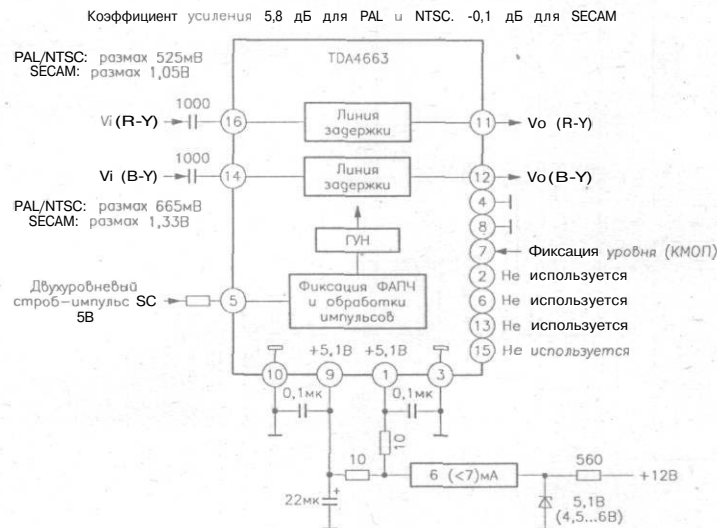 Коэффициент усиления 5,8 дБ для PAL и NTSC. -0,1 дБ для SECAM
PAL/NTSC: размах 525мВ
SECAM: размах 1,05В
TDA4663
Vi (R-Y)
1000
16
Линия
задержки
11
Vo (R-Y)
Vi (B-Y)
1000
14
Линия
задержки
12
Vo(B-Y)
PAL/NTSC: размах 665мВ
SECAM: размах 1,33В
4
8
ГУН
7
Фиксация уровня (КМОП)
2
Не используется
Двухуровневый
строб-импульс SC
5В
5
Фиксация ФАПЧ
и обработки
импульсов
6
Не используется
13
Не используется
15
Не используется
+5,1В
+5,1В
10
9
1
3
0,1мк
0,1мк
10
10
6 (<7)мА
560
+12В
22мк
+
5,1В
(4,5...6В)